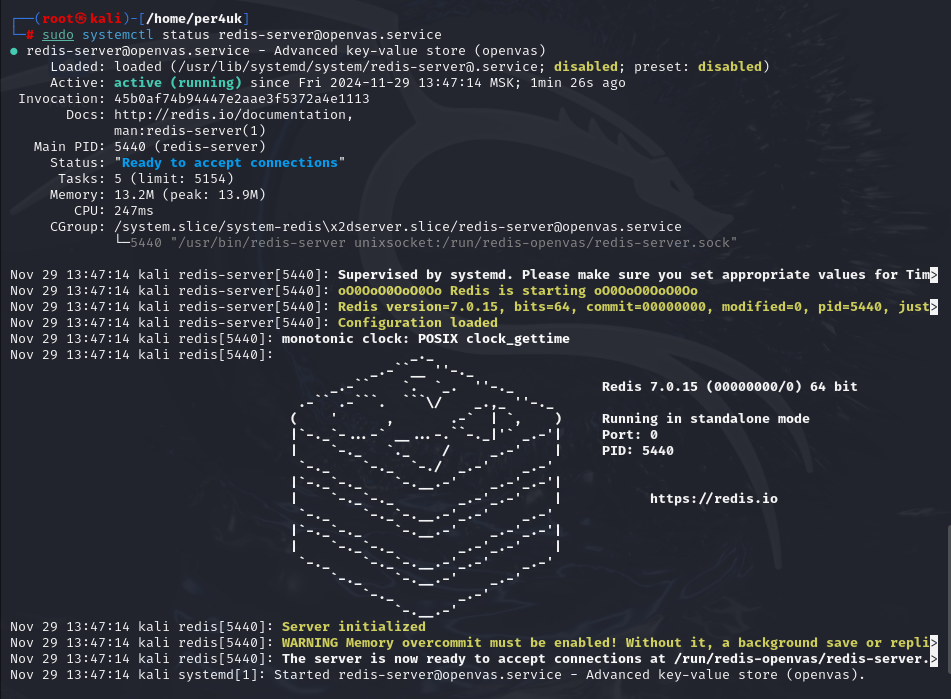 ┌──(root㉿kali)-[/home/per4uk]
└─# sudo systemctl status redis-server@openvas.service
● redis-server@openvas.service - Advanced key-value store (openvas)
     Loaded: loaded (/usr/lib/systemd/system/redis-server@.service; disabled; preset: disabled)
     Active: active (running) since Fri 2024-11-29 13:47:14 MSK; 1min 26s ago
 Invocation: 45b0af74b94447e2aae3f5372a4e1113
       Docs: http://redis.io/documentation,
             man:redis-server(1)
   Main PID: 5440 (redis-server)
     Status: "Ready to accept connections"
      Tasks: 5 (limit: 5154)
     Memory: 13.2M (peak: 13.9M)
        CPU: 247ms
     CGroup: /system.slice/system-redis\x2dserver.slice/redis-server@openvas.service
             └─5440 "/usr/bin/redis-server unixsocket:/run/redis-openvas/redis-server.sock"
Nov 29 13:47:14 kali redis-server[5440]: Supervised by systemd. Please make sure you set appropriate values for Tim>
Nov 29 13:47:14 kali redis-server[5440]: oO0OoO0OoO0Oo Redis is starting oO0OoO0OoO0Oo
Nov 29 13:47:14 kali redis-server[5440]: Redis version=7.0.15, bits=64, commit=00000000, modified=0, pid=5440, just>
Nov 29 13:47:14 kali redis-server[5440]: Configuration loaded
Nov 29 13:47:14 kali redis[5440]: monotonic clock: POSIX clock_gettime
Nov 29 13:47:14 kali redis[5440]:
Redis 7.0.15 (00000000/0) 64 bit
Running in standalone mode
Port: 0
PID: 5440
https://redis.io
Nov 29 13:47:14 kali redis[5440]: Server initialized
Nov 29 13:47:14 kali redis[5440]: WARNING Memory overcommit must be enabled! Without it, a background save or repli>
Nov 29 13:47:14 kali redis[5440]: The server is now ready to accept connections at /run/redis-openvas/redis-server.>
Nov 29 13:47:14 kali systemd[1]: Started redis-server@openvas.service - Advanced key-value store (openvas).